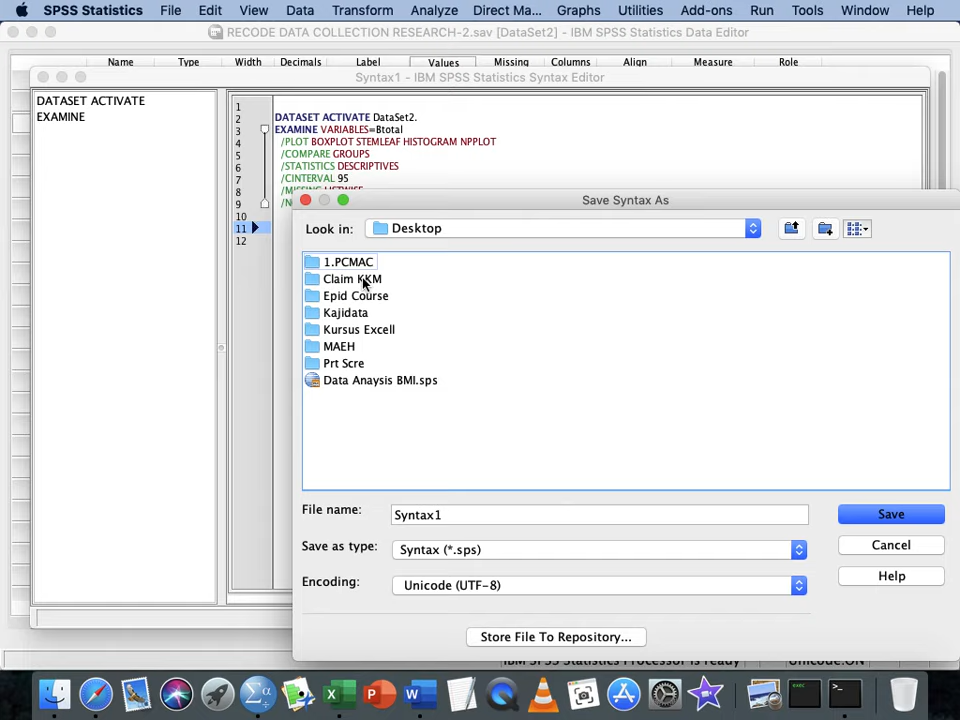 SPSS Statistics File Edit View Data Transform Analyze Direct Ma... Graphs Utilities Add-ons Run Tools Window Help
RECODE DATA COLLECTION RESEARCH-2.sav [DataSet2] - IBM SPSS Statistics Data Editor
Name Type Width Decimals Label Values Missing Columns Align Measure Role
Syntax1 - IBM SPSS Statistics Syntax Editor
DATASET ACTIVATE
EXAMINE
1
2 DATASET ACTIVATE DataSet2.
3 EXAMINE VARIABLES=Btotal
4 /PLOT BOXPLOT STEMLEAF HISTOGRAM NPPLOT
5 /COMPARE GROUPS
6 /STATISTICS DESCRIPTIVES
7 /CINTERVAL 95
8 /MISSING LISTWISE
9 /N
10
11
12
Save Syntax As
Look in: Desktop
1.PCMAC
Claim KKM
Epid Course
Kajidata
Kursus Excell
MAEH
Prt Scre
Data Anaysis BMI.sps
File name: Syntax1 Save
Save as type: Syntax (*.sps) Cancel
Encoding: Unicode (UTF-8) Help
Store File To Repository...
IBM SPSS Statistics Processor is ready Unicode:ON